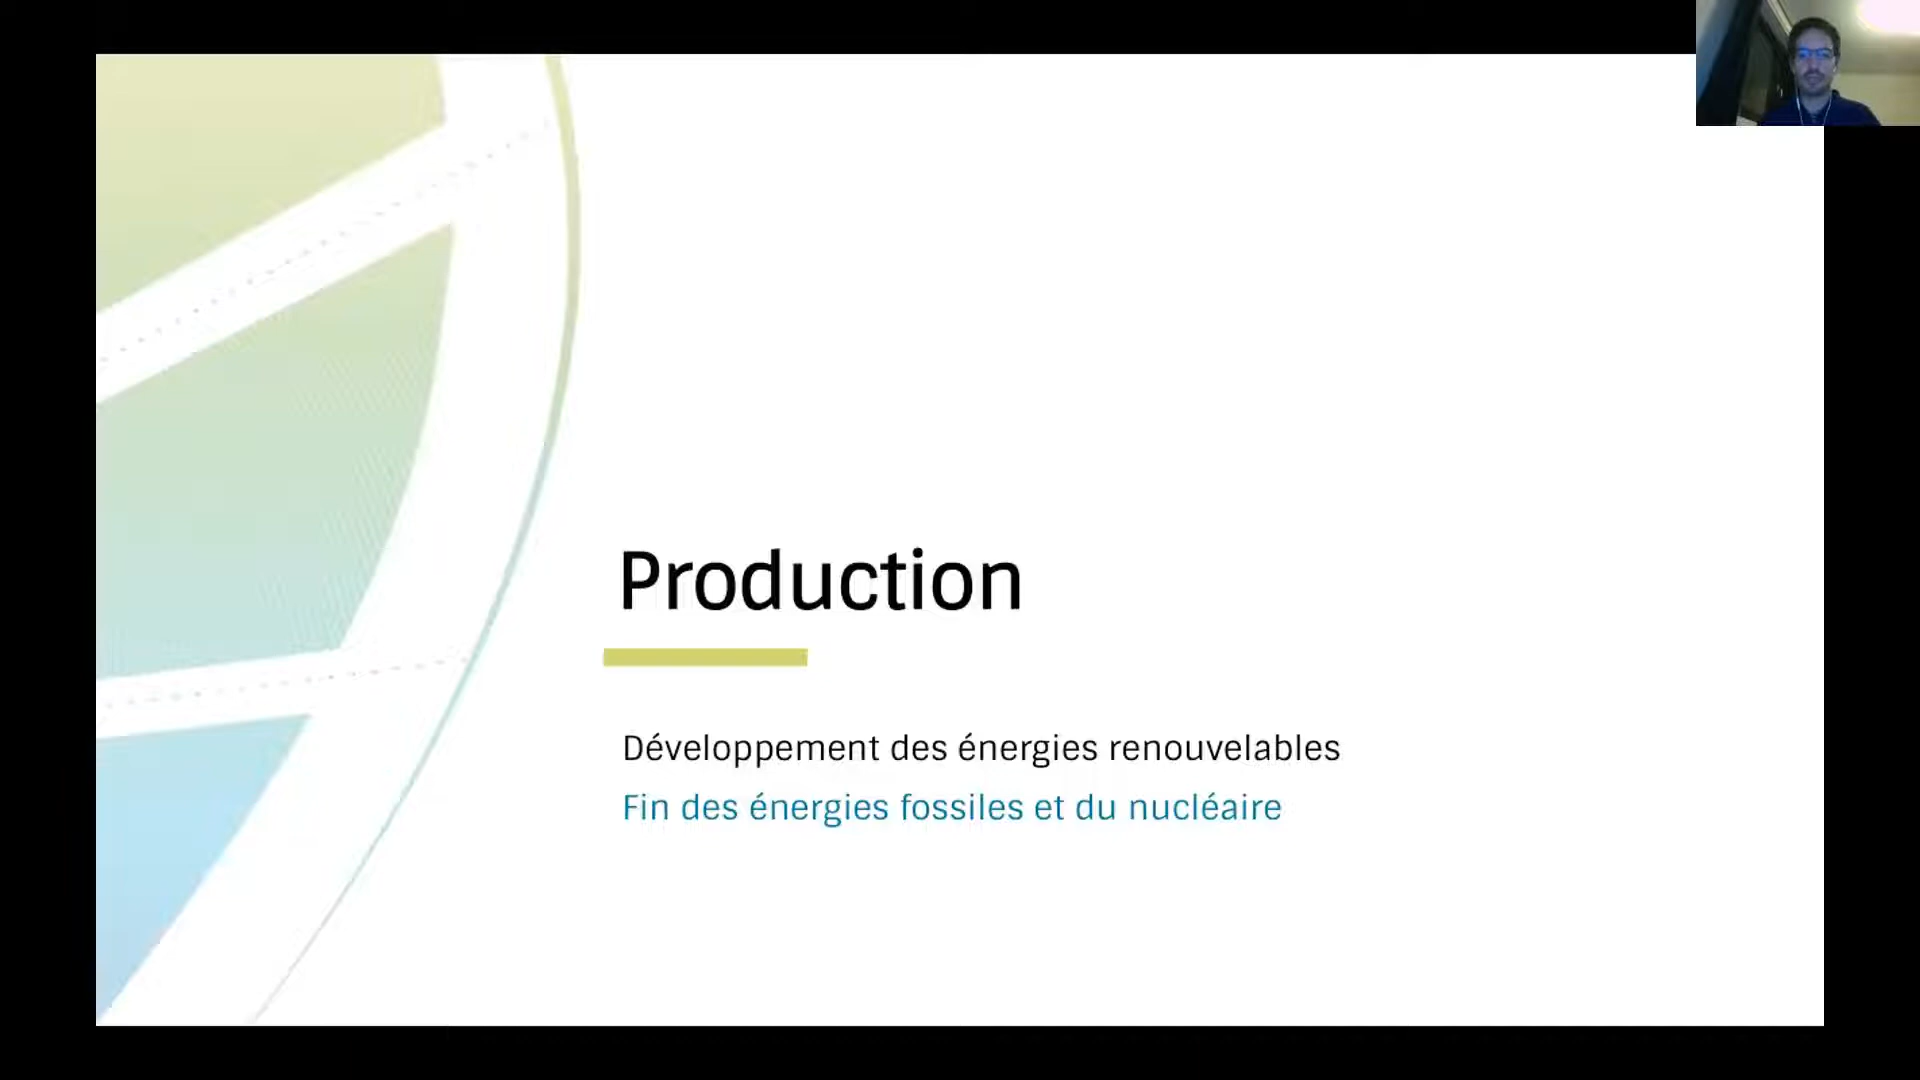 Production
Développement des énergies renouvelables
Fin des énergies fossiles et du nucléaire